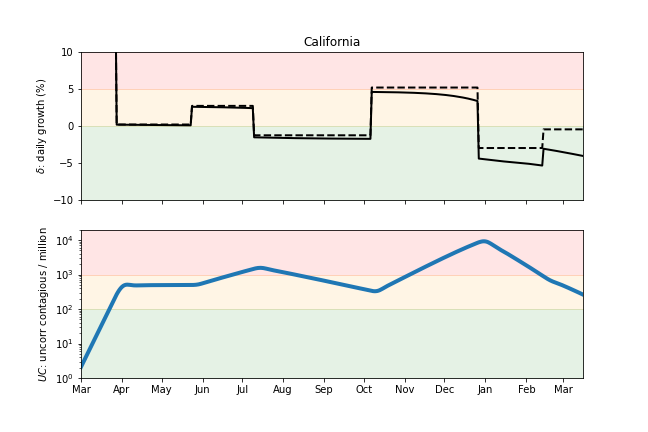 California
10
5
0
−5
−10
δ: daily growth (%)
10⁴
10³
10²
10¹
10⁰
UC: uncorr contagious / million
Mar Apr May Jun Jul Aug Sep Oct Nov Dec Jan Feb Mar